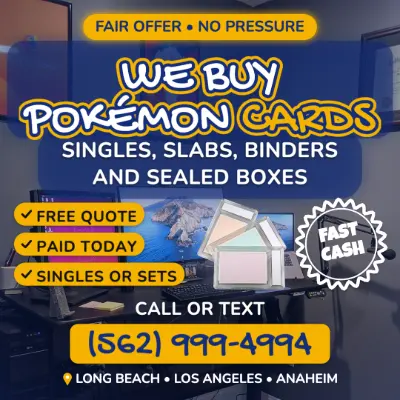 FAIR OFFER • NO PRESSURE
WE BUY
POKÉMON CARDS
SINGLES, SLABS, BINDERS
AND SEALED BOXES
✓ FREE QUOTE
✓ PAID TODAY
✓ SINGLES OR SETS
FAST
CASH
CALL OR TEXT
(562) 999-4994
LONG BEACH • LOS ANGELES • ANAHEIM